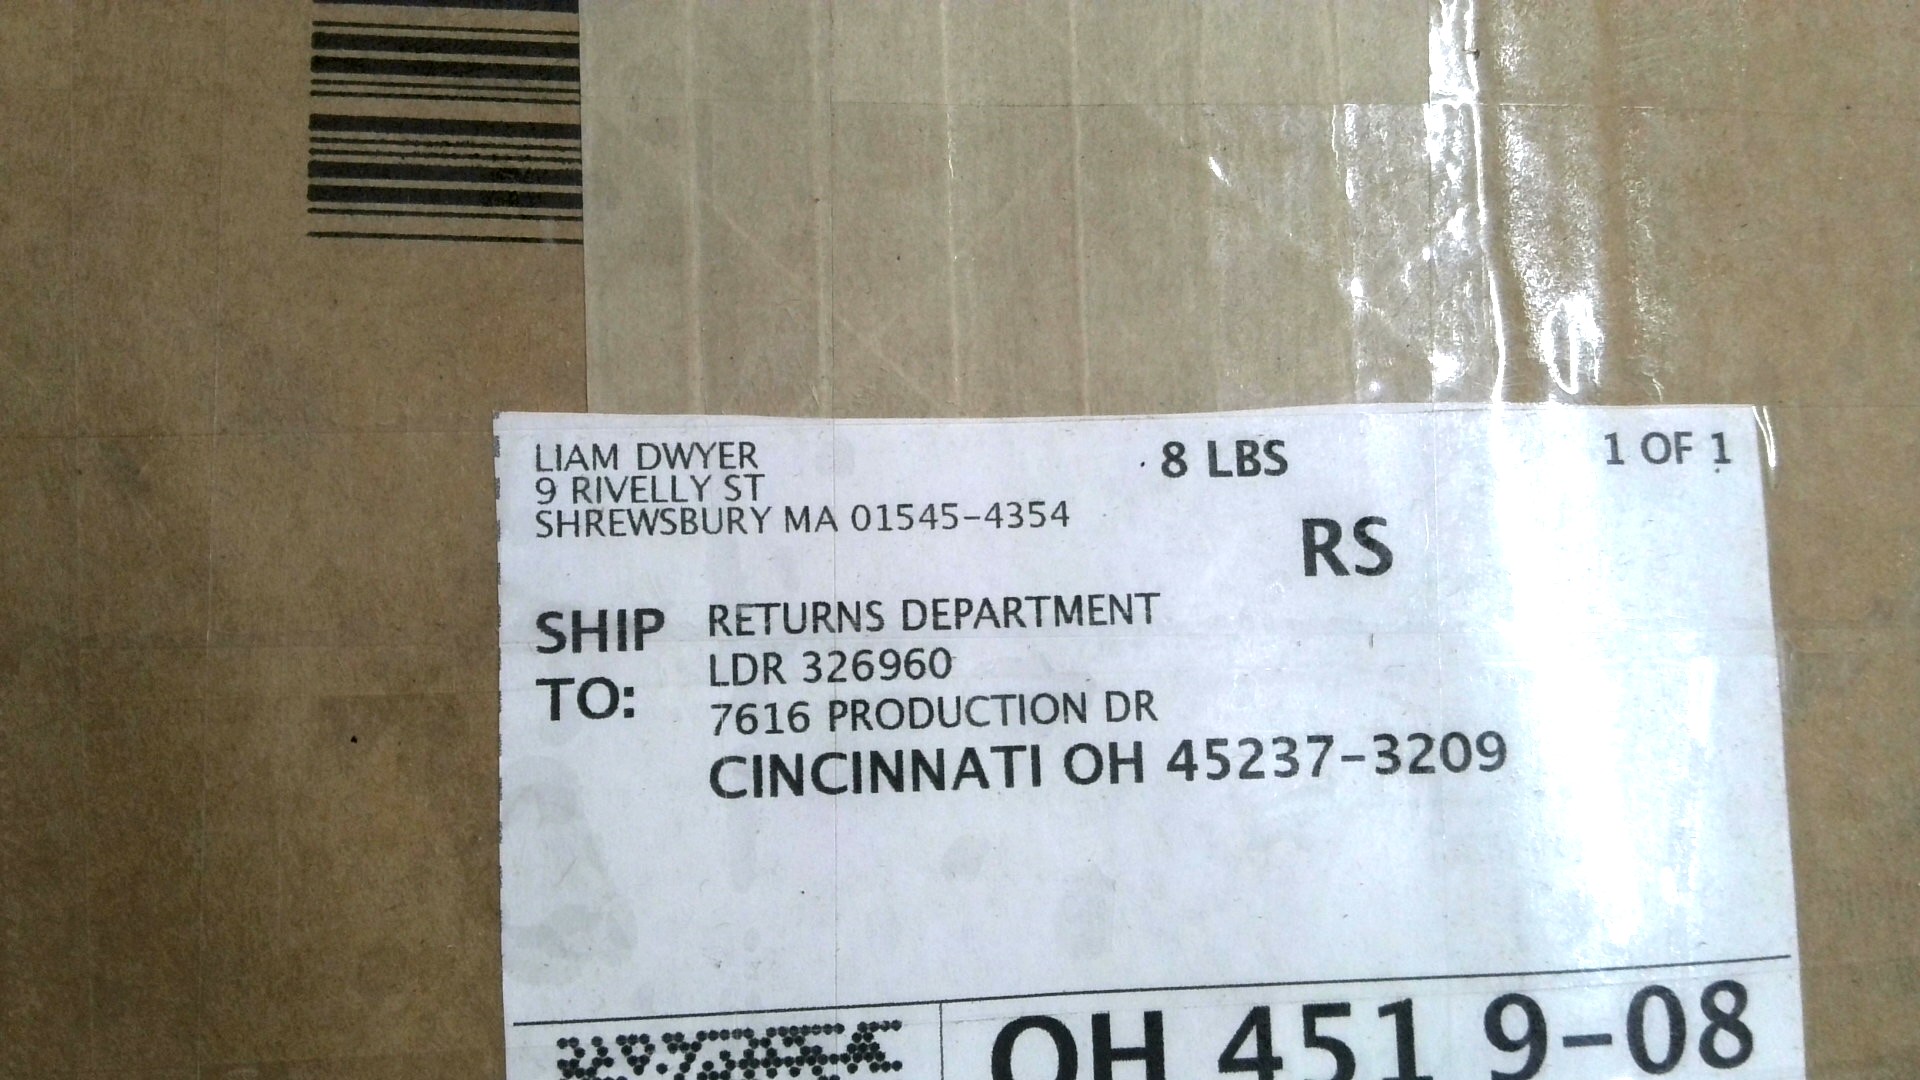 LIAM DWYER
9 RIVELLY ST
SHREWSBURY MA 01545-4354
8 LBS
1 OF 1
RS
SHIP TO:
RETURNS DEPARTMENT
LDR 326960
7616 PRODUCTION DR
CINCINNATI OH 45237-3209
OH 451 9-08